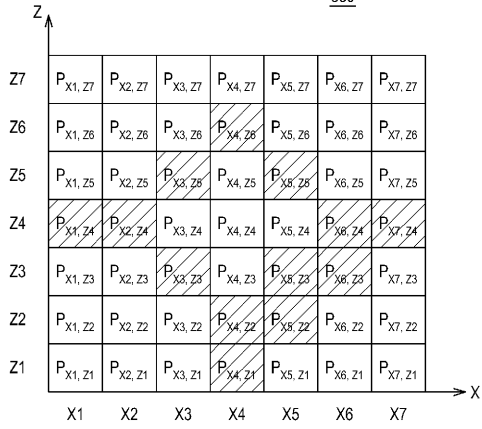 Z
Z7 P X1, Z7 P X2, Z7 P X3, Z7 P X4, Z7 P X5, Z7 P X6, Z7 P X7, Z7
Z6 P X1, Z6 P X2, Z6 P X3, Z6 P X4, Z6 P X5, Z6 P X6, Z6 P X7, Z6
Z5 P X1, Z5 P X2, Z5 P X3, Z5 P X4, Z5 P X5, Z5 P X6, Z5 P X7, Z5
Z4 P X1, Z4 P X2, Z4 P X3, Z4 P X4, Z4 P X5, Z4 P X6, Z4 P X7, Z4
Z3 P X1, Z3 P X2, Z3 P X3, Z3 P X4, Z3 P X5, Z3 P X6, Z3 P X7, Z3
Z2 P X1, Z2 P X2, Z2 P X3, Z2 P X4, Z2 P X5, Z2 P X6, Z2 P X7, Z2
Z1 P X1, Z1 P X2, Z1 P X3, Z1 P X4, Z1 P X5, Z1 P X6, Z1 P X7, Z1
X
X1 X2 X3 X4 X5 X6 X7